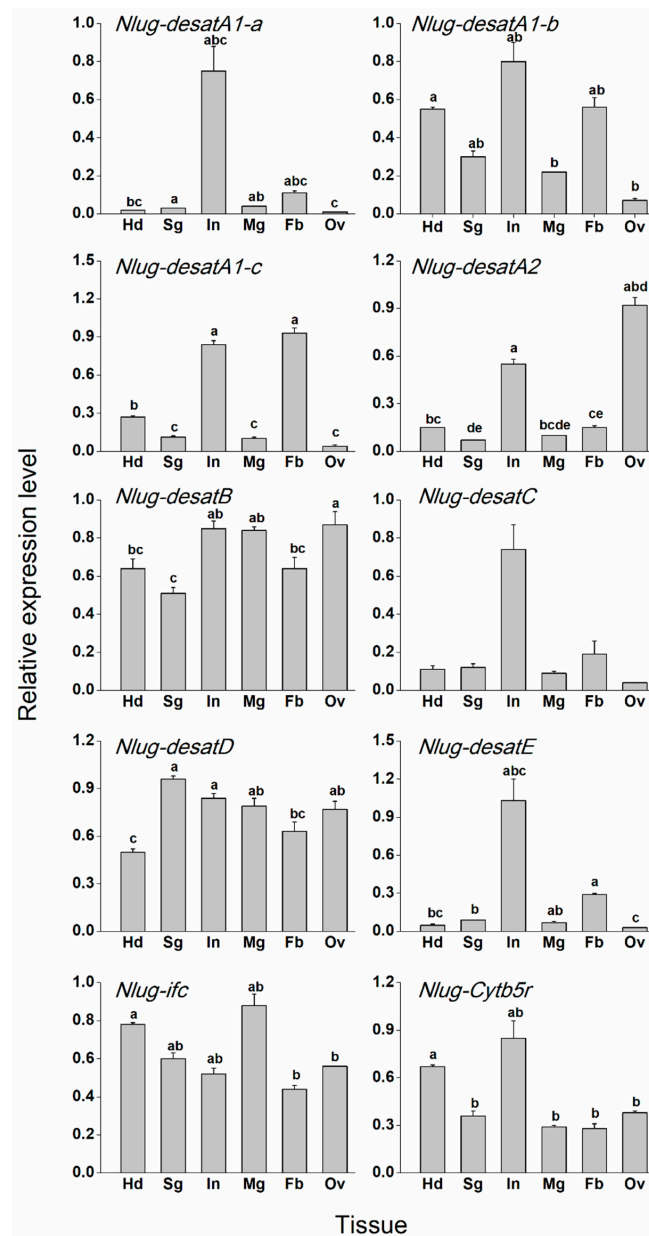 Relative expression level
Nlug-desatA1-a
1.0
0.8
0.6
0.4
0.2
0.0
bc a abc ab abc c
Hd Sg In Mg Fb Ov
Nlug-desatA1-b
1.0
0.8
0.6
0.4
0.2
0.0
a ab ab b ab b
Hd Sg In Mg Fb Ov
Nlug-desatA1-c
1.5
1.2
0.9
0.6
0.3
0.0
b c a c a c
Hd Sg In Mg Fb Ov
Nlug-desatA2
1.2
0.9
0.6
0.3
0.0
bc de a bcde ce abd
Hd Sg In Mg Fb Ov
Nlug-desatB
1.0
0.8
0.6
0.4
0.2
0.0
bc c ab ab bc a
Hd Sg In Mg Fb Ov
Nlug-desatC
1.0
0.8
0.6
0.4
0.2
0.0
Hd Sg In Mg Fb Ov
Nlug-desatD
1.2
0.9
0.6
0.3
0.0
c a a ab bc ab
Hd Sg In Mg Fb Ov
Nlug-desatE
1.5
1.2
0.9
0.6
0.3
0.0
bc b abc ab a c
Hd Sg In Mg Fb Ov
Nlug-ifc
1.0
0.8
0.6
0.4
0.2
0.0
a ab ab ab b b
Hd Sg In Mg Fb Ov
Nlug-Cytb5r
1.2
0.9
0.6
0.3
0.0
a b ab b b b
Hd Sg In Mg Fb Ov
Tissue